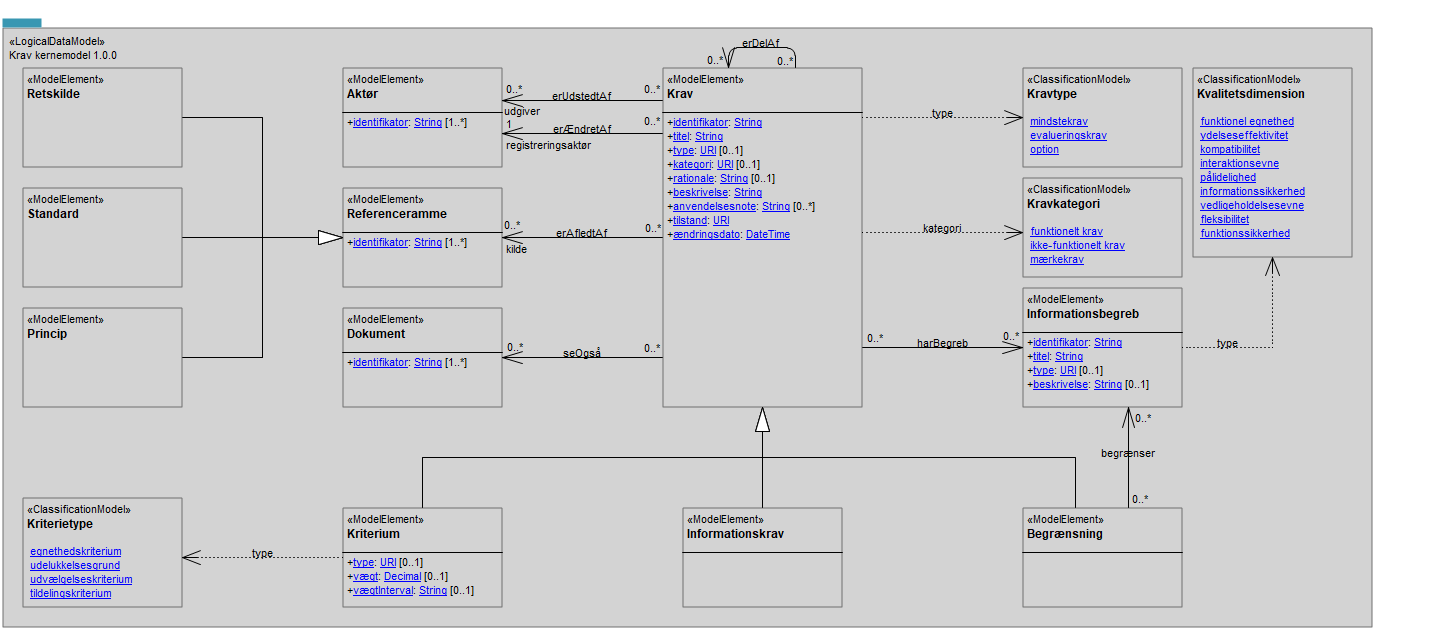 «LogicalDataModel»
Krav kernemodel 1.0.0
«ModelElement»
Retskilde
«ModelElement»
Standard
«ModelElement»
Princip
«ModelElement»
Aktør
+identifikator: String [1..*]
«ModelElement»
Referenceramme
+identifikator: String [1..*]
«ModelElement»
Dokument
+identifikator: String [1..*]
0..*
erUdstedtAf
0..*
udgiver
1
erÆndretAf
0..*
registreringsaktør
0..*
erAfledtAf
0..*
kilde
0..*
seOgså
0..*
erDelAf
0..*
0..*
«ModelElement»
Krav
+identifikator: String
+titel: String
+type: URI [0..1]
+kategori: URI [0..1]
+rationale: String [0..1]
+beskrivelse: String
+anvendelsesnote: String [0..*]
+tilstand: URI
+ændringsdato: DateTime
type
kategori
0..*
harBegreb
0..*
«ClassificationModel»
Kravtype
mindstekrav
evalueringskrav
option
«ClassificationModel»
Kravkategori
funktionelt krav
ikke-funktionelt krav
mærkekrav
«ModelElement»
Informationsbegreb
+identifikator: String
+titel: String
+type: URI [0..1]
+beskrivelse: String [0..1]
«ClassificationModel»
Kvalitetsdimension
funktionel egnethed
ydelseseffektivitet
kompatibilitet
interaktionsevne
pålidelighed
informationssikkerhed
vedligeholdelsesevne
fleksibilitet
funktionssikkerhed
type
0..*
begrænser
0..*
«ClassificationModel»
Kriterietype
egnethedskriterium
udelukkelsesgrund
udvælgelseskriterium
tildelingskriterium
type
«ModelElement»
Kriterium
+type: URI [0..1]
+vægt: Decimal [0..1]
+vægtInterval: String [0..1]
«ModelElement»
Informationskrav
«ModelElement»
Begrænsning